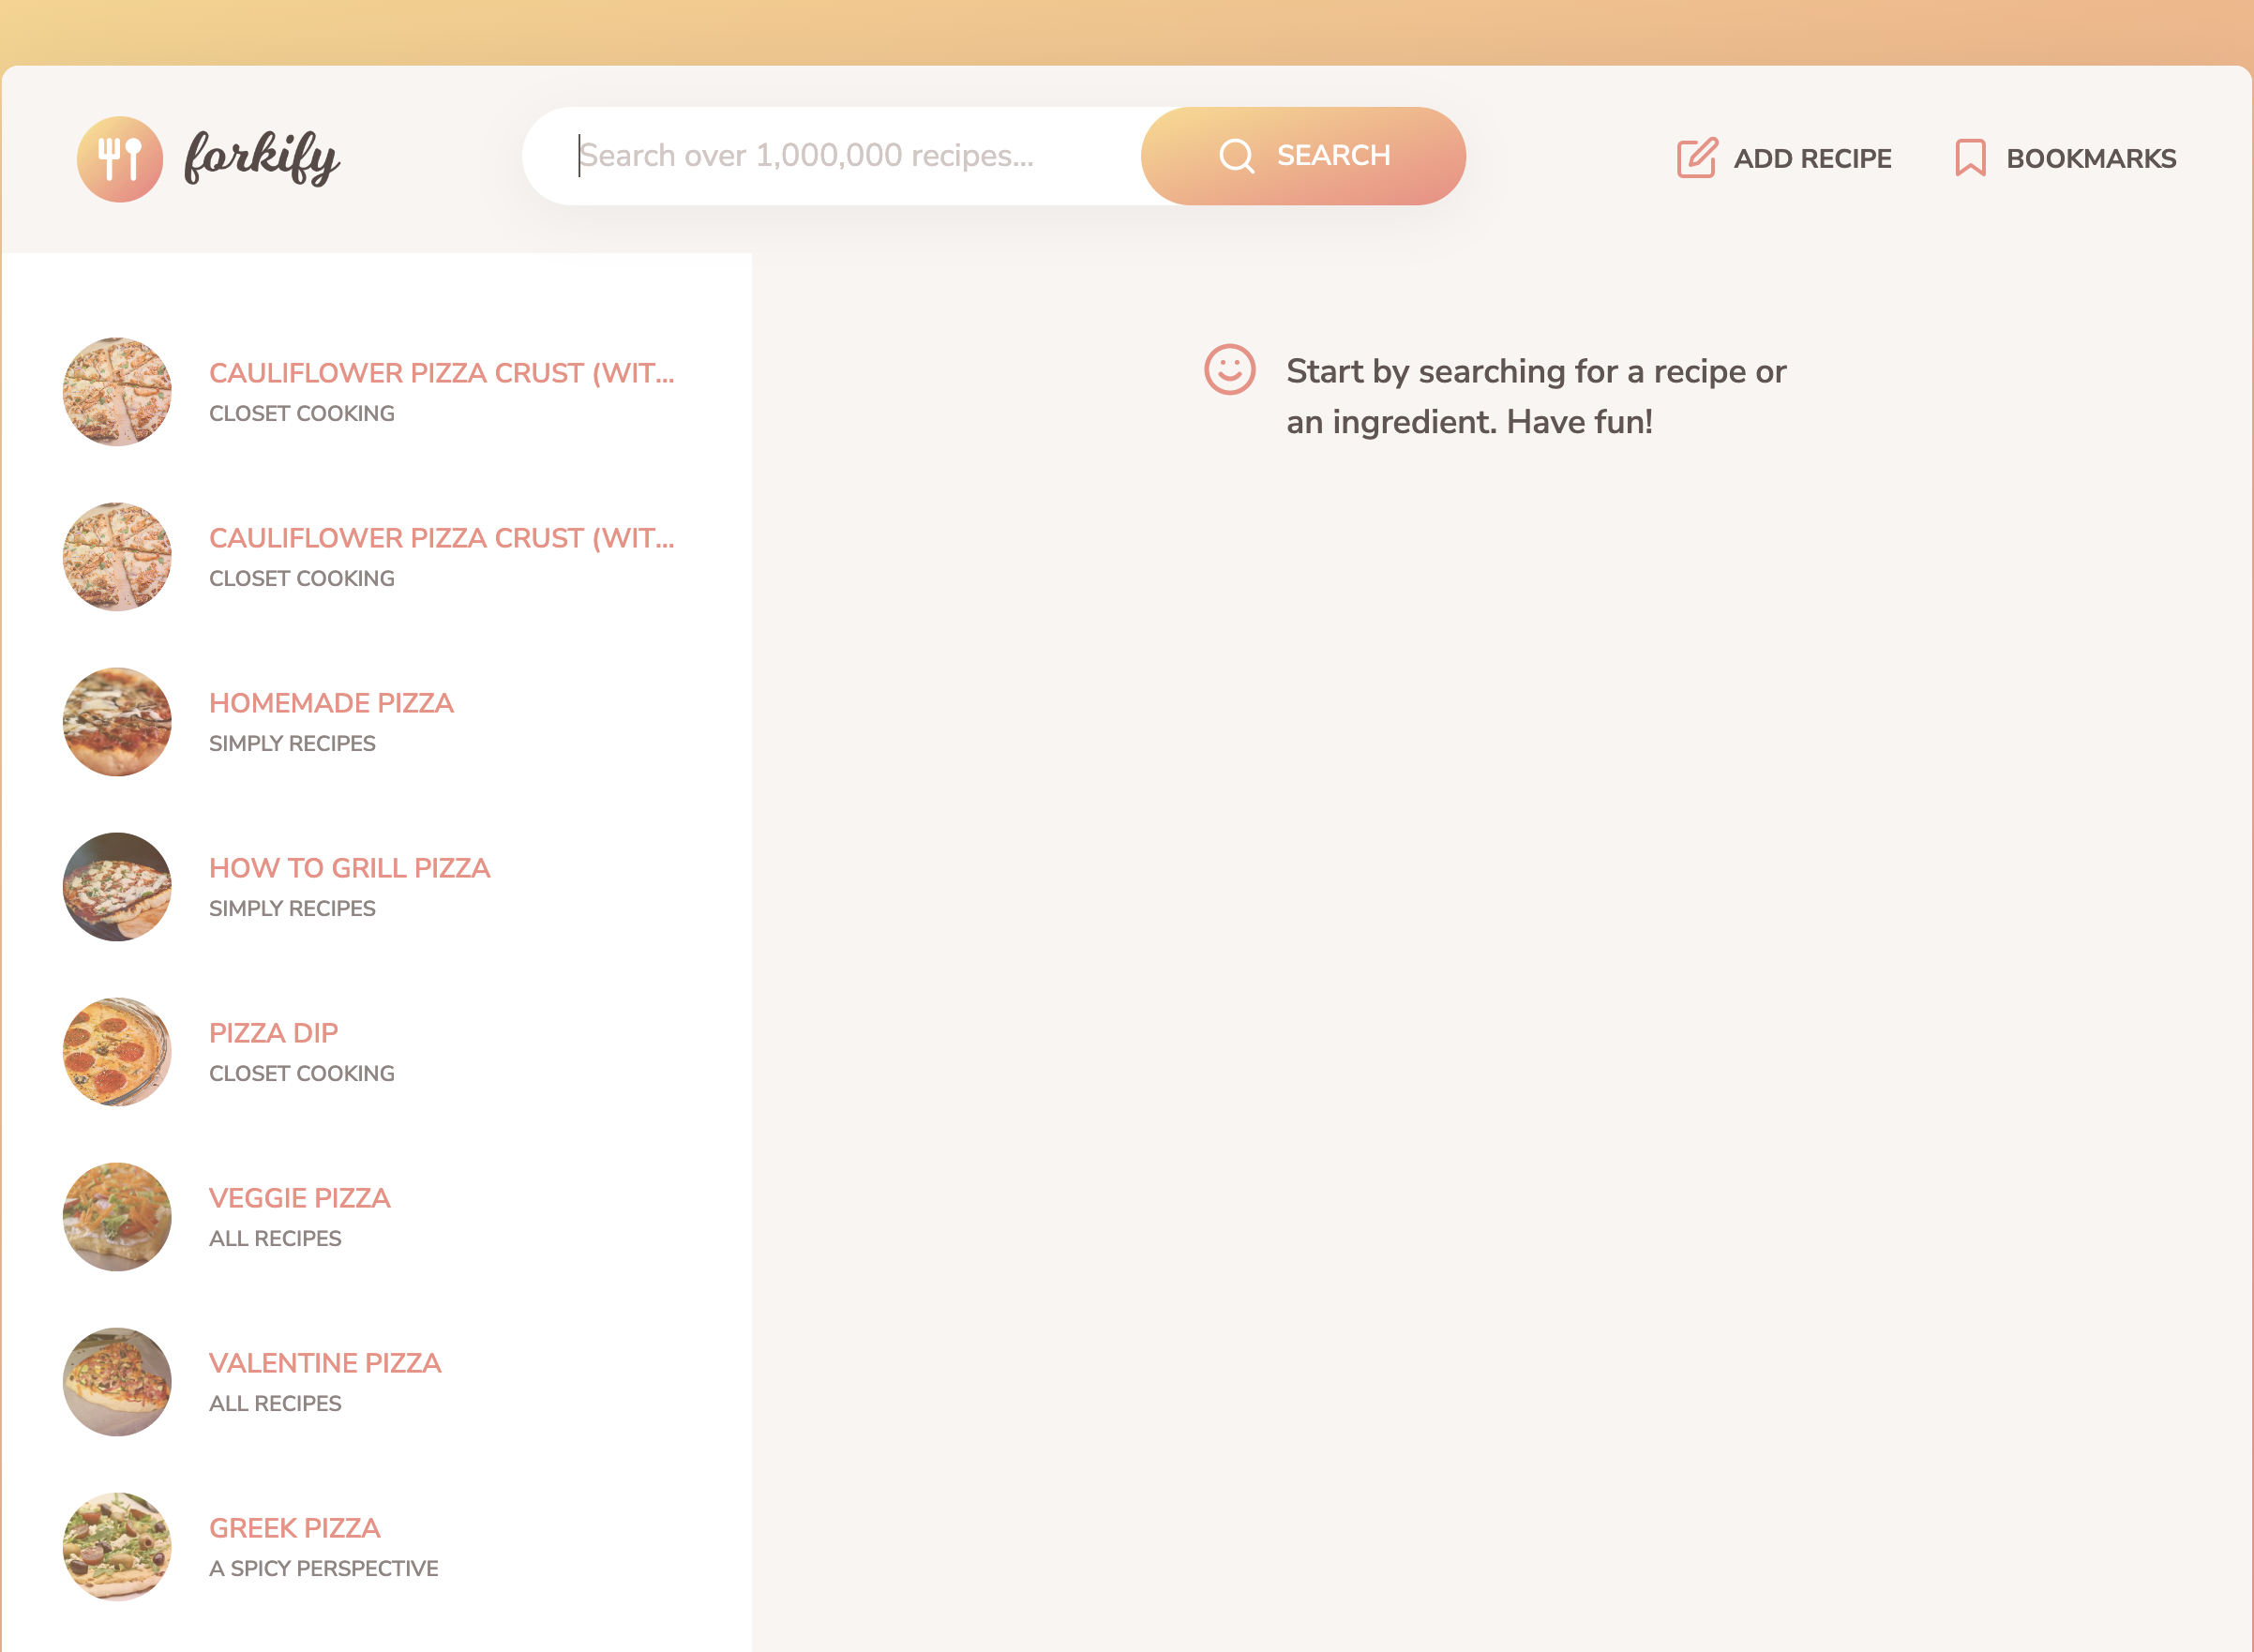 forkify
Search over 1,000,000 recipes...
SEARCH
ADD RECIPE
BOOKMARKS
CAULIFLOWER PIZZA CRUST (WIT...
CLOSET COOKING
CAULIFLOWER PIZZA CRUST (WIT...
CLOSET COOKING
HOMEMADE PIZZA
SIMPLY RECIPES
HOW TO GRILL PIZZA
SIMPLY RECIPES
PIZZA DIP
CLOSET COOKING
VEGGIE PIZZA
ALL RECIPES
VALENTINE PIZZA
ALL RECIPES
GREEK PIZZA
A SPICY PERSPECTIVE
Start by searching for a recipe or
an ingredient. Have fun!